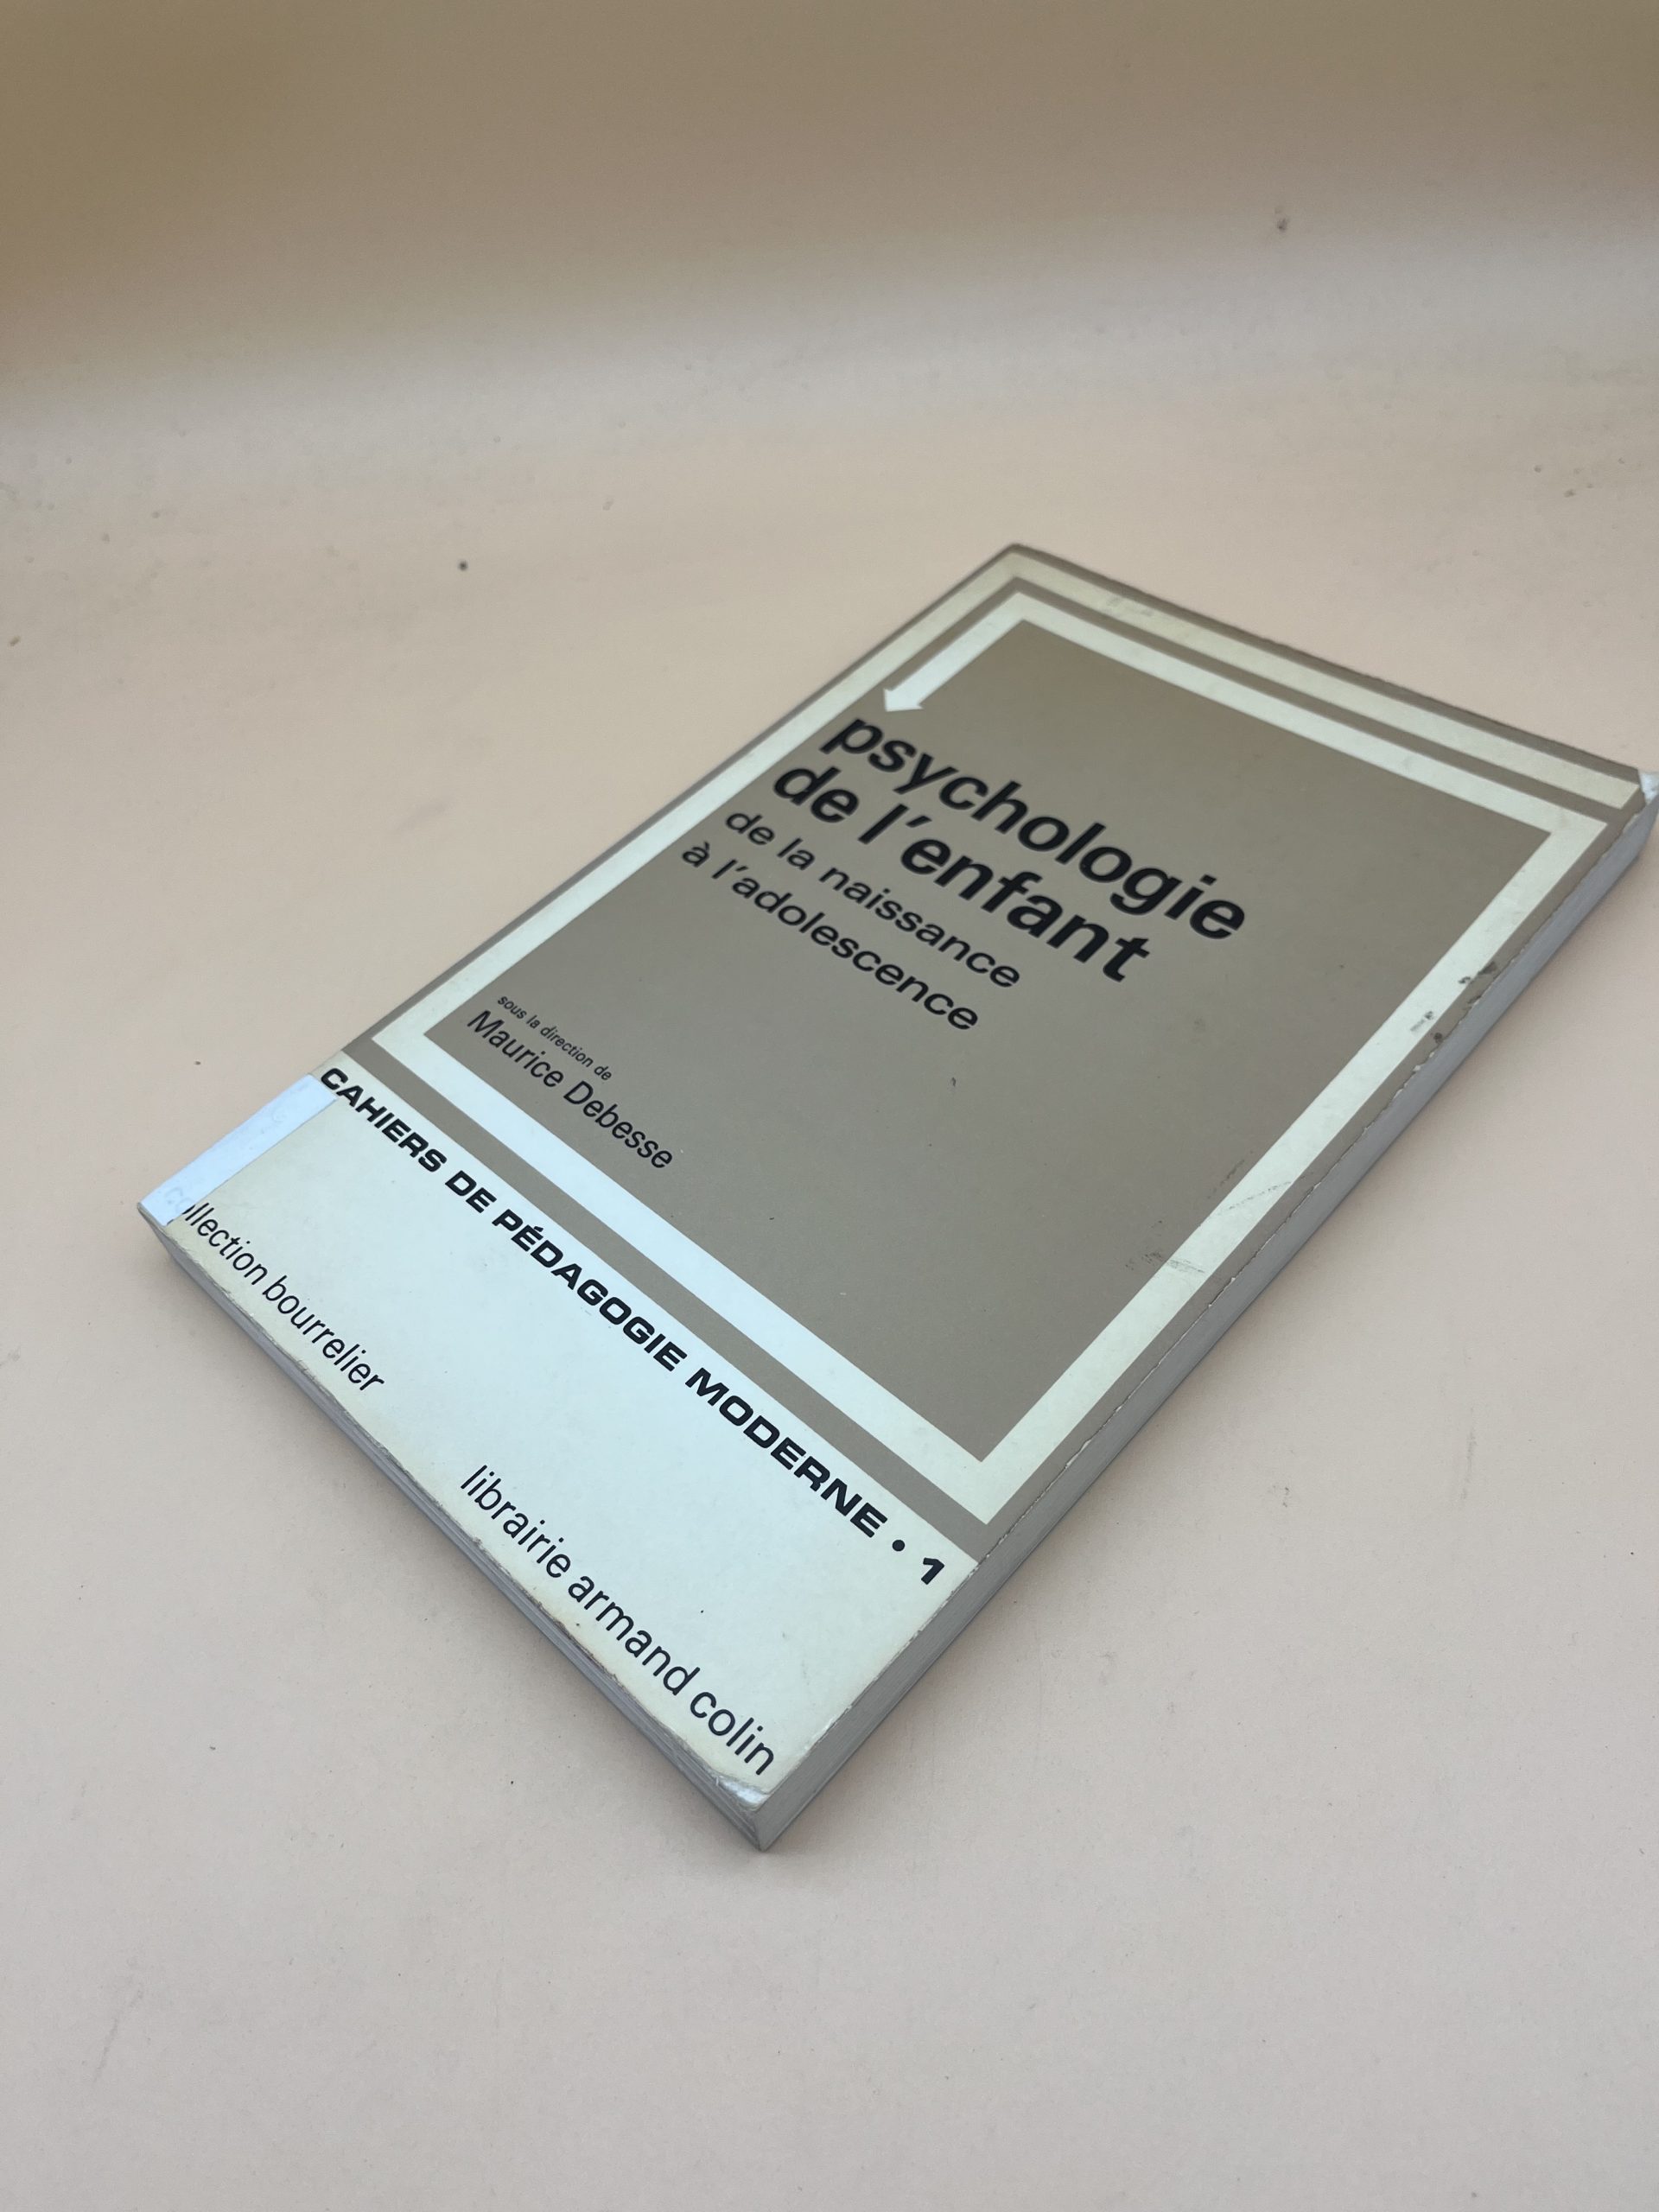 psychologie
de l'enfant
de la naissance
à l'adolescence
sous la direction de
Maurice Debesse
CAHIERS DE PÉDAGOGIE MODERNE • 1
collection bourrelier
librairie armand colin